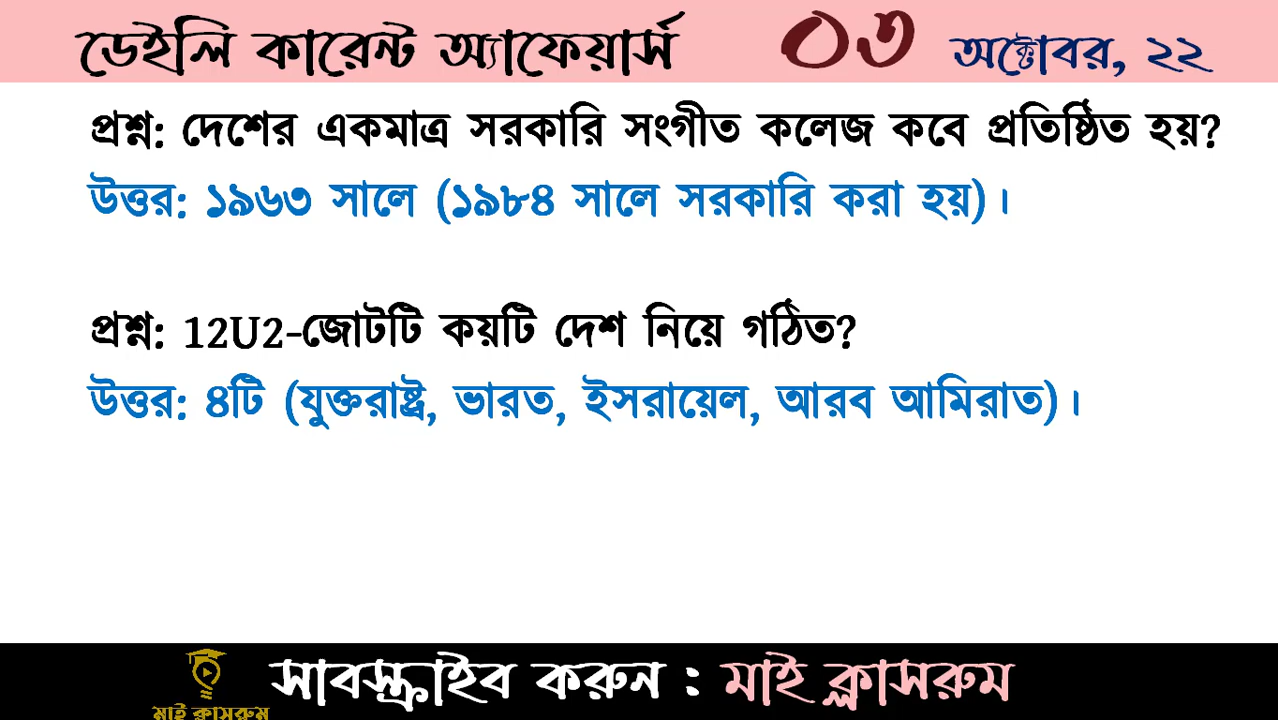 ডেইলি কারেন্ট অ্যাফেয়ার্স ০৩ অক্টোবর, ২২
প্রশ্ন: দেশের একমাত্র সরকারি সংগীত কলেজ কবে প্রতিষ্ঠিত হয়?
উত্তর: ১৯৬৩ সালে (১৯৮৪ সালে সরকারি করা হয়)।
প্রশ্ন: 12U2-জোটটি কয়টি দেশ নিয়ে গঠিত?
উত্তর: ৪টি (যুক্তরাষ্ট্র, ভারত, ইসরায়েল, আরব আমিরাত)।
সাবস্ক্রাইব করুন : মাই ক্লাসরুম
মাই ক্লাসরুম